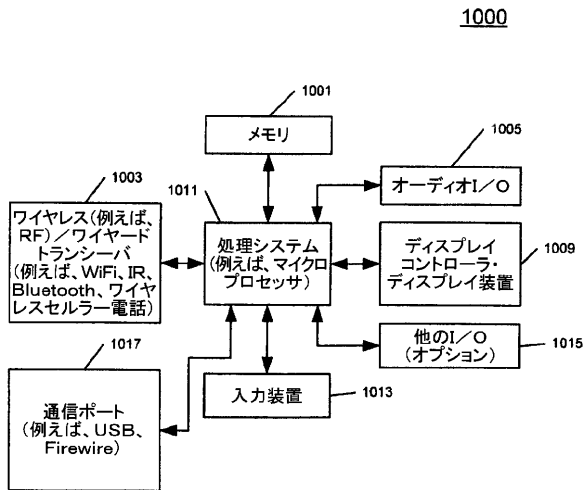 1000
1001
メモリ
1005
オーディオI/O
1003
ワイヤレス(例えば、
RF)/ワイヤード
トランシーバ
(例えば、WiFi、IR、
Bluetooth、ワイヤ
レスセルラー電話)
1011
処理システム
(例えば、マイクロ
プロセッサ)
ディスプレイ
コントローラ・
ディスプレイ装置
1009
他のI/O
(オプション)
1015
1017
通信ポート
(例えば、USB、
Firewire)
入力装置
1013